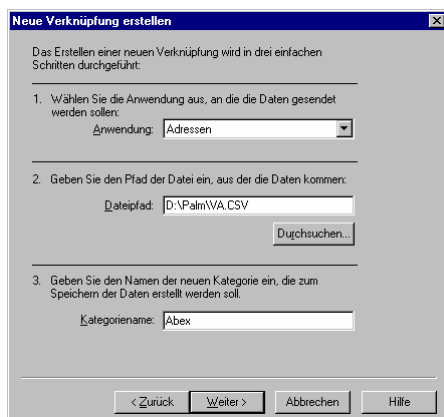 Neue Verknüpfung erstellen
Das Erstellen einer neuen Verknüpfung wird in drei einfachen
Schritten durchgeführt:
1. Wählen Sie die Anwendung aus, an die die Daten gesendet
werden sollen:
Anwendung: Adressen
2. Geben Sie den Pfad der Datei ein, aus der die Daten kommen:
Dateipfad: D:\Palm\VA.CSV
Durchsuchen...
3. Geben Sie den Namen der neuen Kategorie ein, die zum
Speichern der Daten erstellt werden soll.
Kategoriename: Abex
< Zurück Weiter > Abbrechen Hilfe